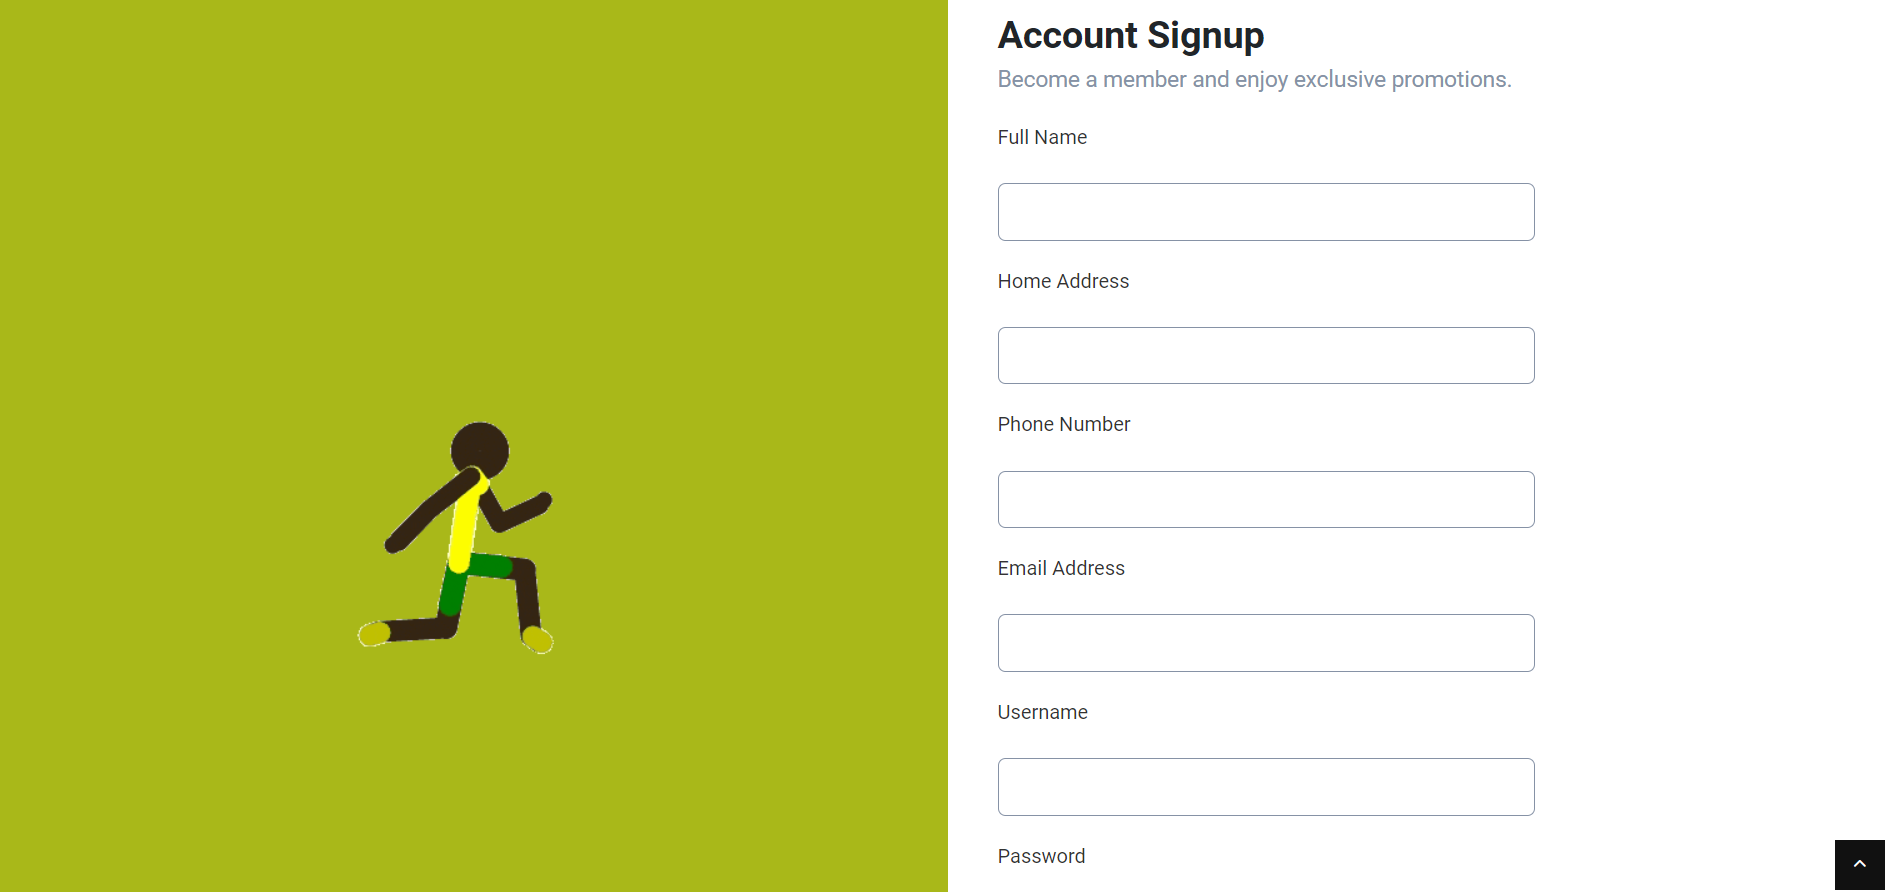 Account Signup
Become a member and enjoy exclusive promotions.
Full Name
Home Address
Phone Number
Email Address
Username
Password